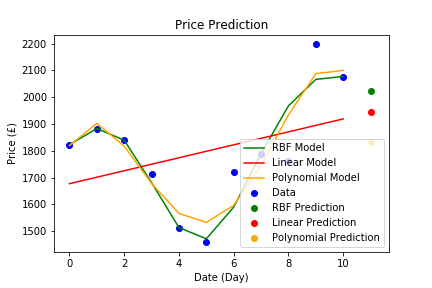 Price Prediction
2200
2100
2000
1900
1800
1700
1600
1500
Price (£)
RBF Model
Linear Model
Polynomial Model
Data
RBF Prediction
Linear Prediction
Polynomial Prediction
0 2 4 6 8 10
Date (Day)